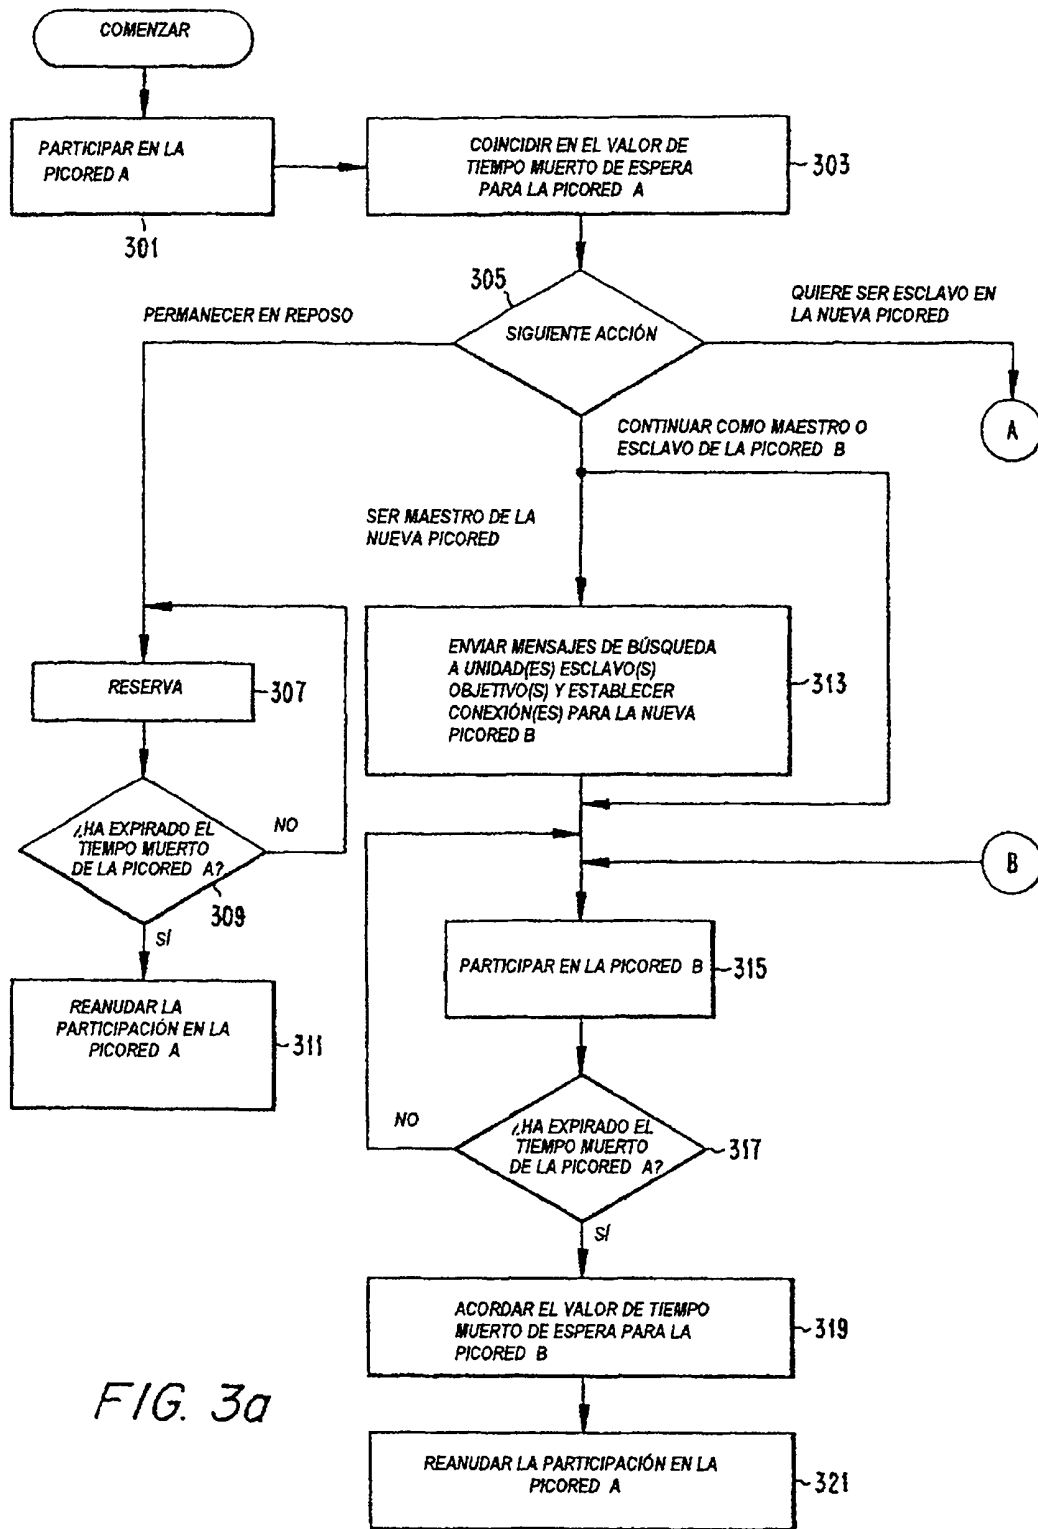 COMENZAR
PARTICIPAR EN LA
PICORED A
301
COINCIDIR EN EL VALOR DE
TIEMPO MUERTO DE ESPERA
PARA LA PICORED A
303
305
SIGUIENTE ACCIÓN
PERMANECER EN REPOSO
QUIERE SER ESCLAVO EN
LA NUEVA PICORED
A
CONTINUAR COMO MAESTRO O
ESCLAVO DE LA PICORED B
SER MAESTRO DE LA
NUEVA PICORED
RESERVA
307
¿HA EXPIRADO EL
TIEMPO MUERTO
DE LA PICORED A?
309
NO
SÍ
REANUDAR LA
PARTICIPACIÓN EN LA
PICORED A
311
ENVIAR MENSAJES DE BÚSQUEDA
A UNIDAD(ES) ESCLAVO(S)
OBJETIVO(S) Y ESTABLECER
CONEXIÓN(ES) PARA LA NUEVA
PICORED B
313
B
PARTICIPAR EN LA PICORED B
315
NO
¿HA EXPIRADO EL
TIEMPO MUERTO
DE LA PICORED A?
317
SÍ
ACORDAR EL VALOR DE TIEMPO
MUERTO DE ESPERA PARA LA
PICORED B
319
REANUDAR LA PARTICIPACIÓN EN LA
PICORED A
321
FIG. 3a